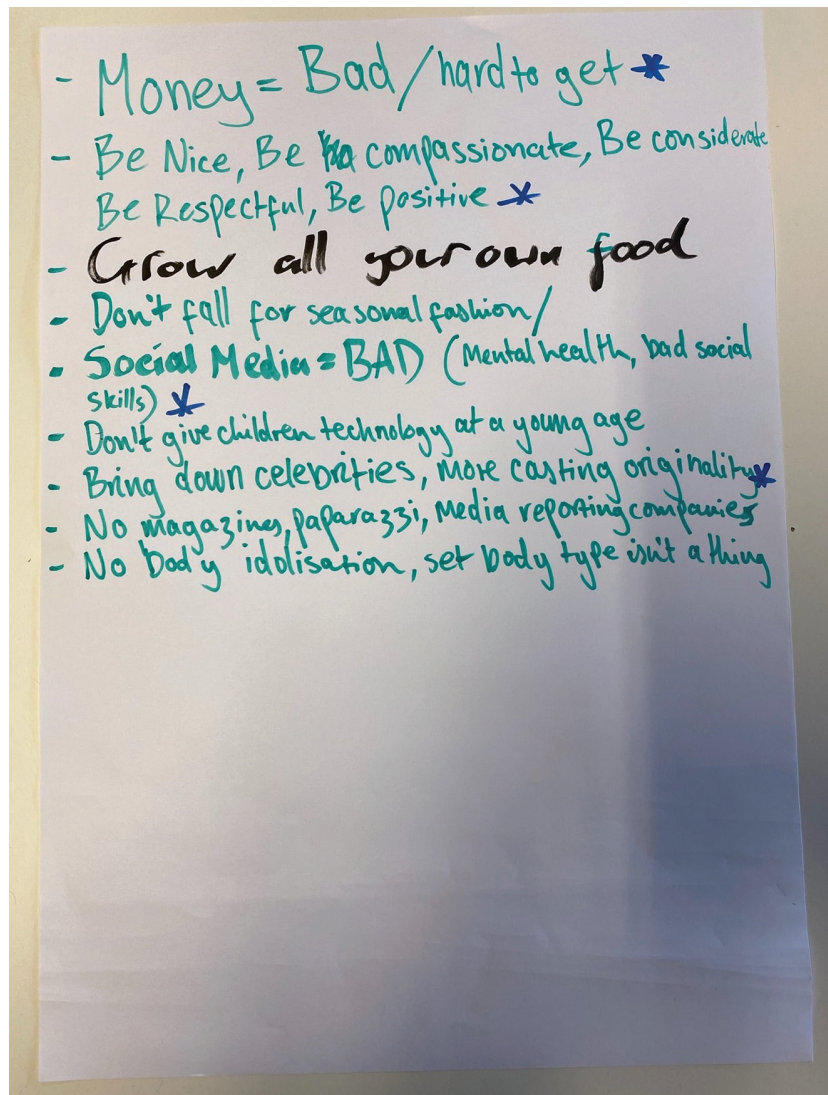 - Money = Bad/hard to get *
- Be Nice, Be compassionate, Be considerate
Be Respectful, Be positive *
- Grow all your own food
- Don't fall for seasonal fashion/
- Social Media = BAD (Mental health, bad social
skills) *
- Don't give children technology at a young age
- Bring down celebrities, More casting originality *
- No magazines, paparazzi, Media reporting companies
- No body idolisation, set body type isn't a thing